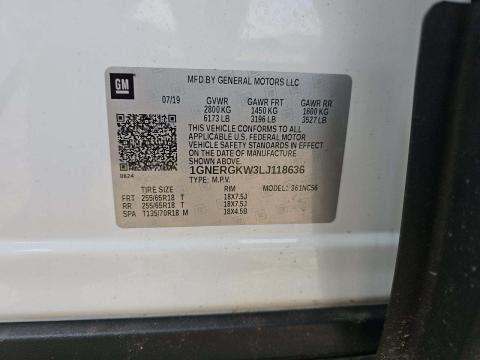 GM
MFD BY GENERAL MOTORS LLC
07/19 GVWR GAWR FRT GAWR RR
2800 KG 1450 KG 1600 KG
6173 LB 3196 LB 3527 LB
THIS VEHICLE CONFORMS TO ALL
APPLICABLE U.S. FEDERAL MOTOR
VEHICLE SAFETY STANDARDS IN EFFECT
ON THE DATE OF MANUFACTURE
SHOWN ABOVE.
1GNERGKW3LJ118636
TYPE: M.P.V.
TIRE SIZE RIM MODEL: 361NC56
FRT 255/65R18 T 18X7.5J
RR 255/65R18 T 18X7.5J
SPA T135/70R18 M 18X4.5B